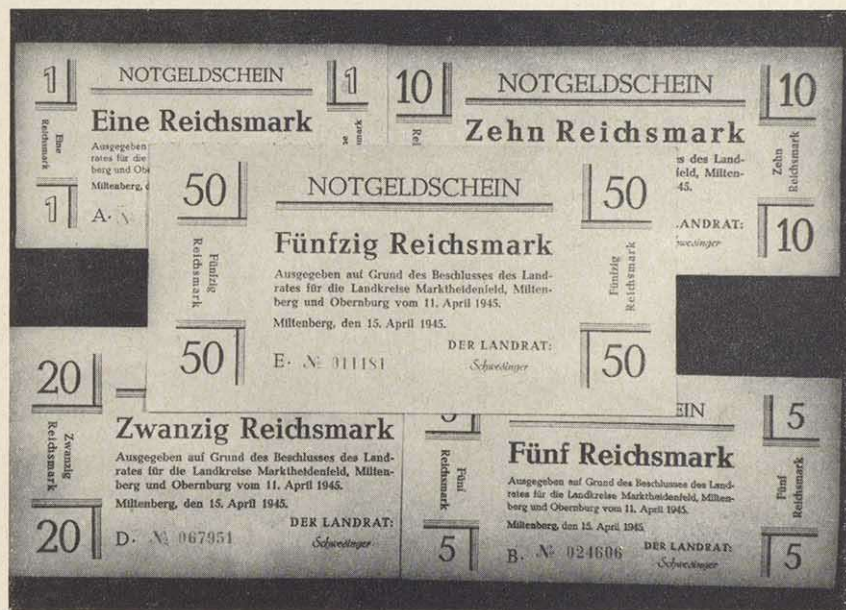 1
NOTGELDSCHEIN
1
Eine Reichsmark
Eine
Reichsmark
Ausgegeben
rates für die
berg und
Miltenberg,
1
A.
10
NOTGELDSCHEIN
10
Zehn Reichsmark
Zehn
Reichsmark
des Land-
Milten-
45.
LANDRAT:
10
50
NOTGELDSCHEIN
50
Fünfzig Reichsmark
Fünfzig
Reichsmark
Fünfzig
Reichsmark
Ausgegeben auf Grund des Beschlusses des Land-
rates für die Landkreise Marktheidenfeld, Milten-
berg und Obernburg vom 11. April 1945.
Miltenberg, den 15. April 1945.
50
DER LANDRAT:
50
E. № 011181
Schwesinger
20
Zwanzig Reichsmark
Zwanzig
Reichsmark
Ausgegeben auf Grund des Beschlusses des Land-
rates für die Landkreise Marktheidenfeld, Milten-
berg und Obernburg vom 11. April 1945.
Miltenberg, den 15. April 1945.
20
DER LANDRAT:
D. № 067951
Schwesinger
5
Fünf Reichsmark
Fünf
Reichsmark
Fünf
Reichsmark
Ausgegeben auf Grund des Beschlusses des Land-
rates für die Landkreise Marktheidenfeld, Milten-
berg und Obernburg vom 11. April 1945.
Miltenberg, den 15. April 1945.
5
DER LANDRAT:
5
B. № 024606
Schwesinger